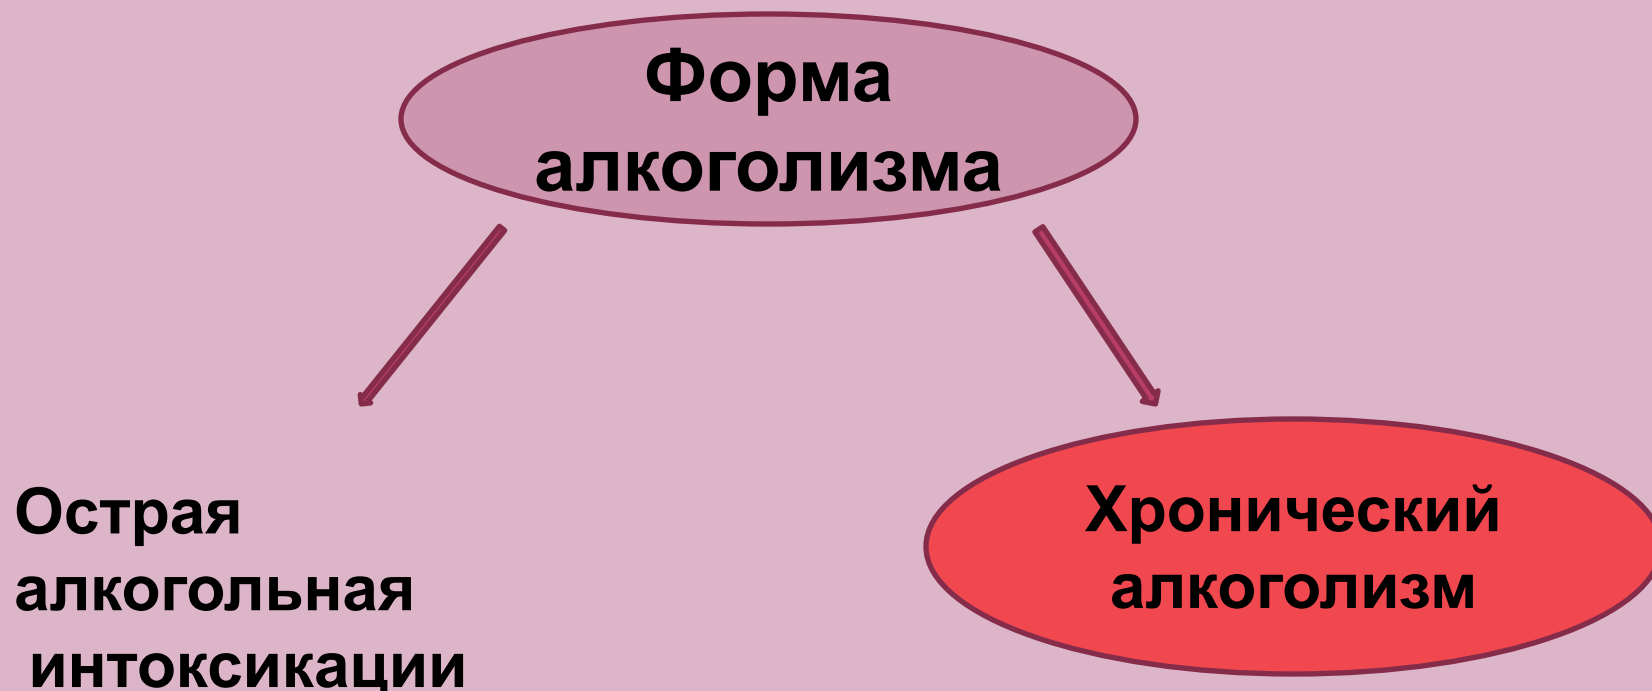 Форма
алкоголизма
Острая
алкогольная
интоксикации
Хронический
алкоголизм